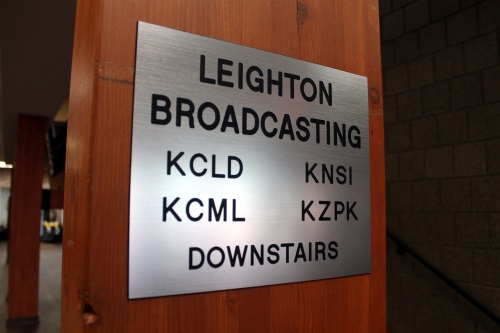 LEIGHTON
BROADCASTING
KCLD KNSI
KCML KZPK
DOWNSTAIRS